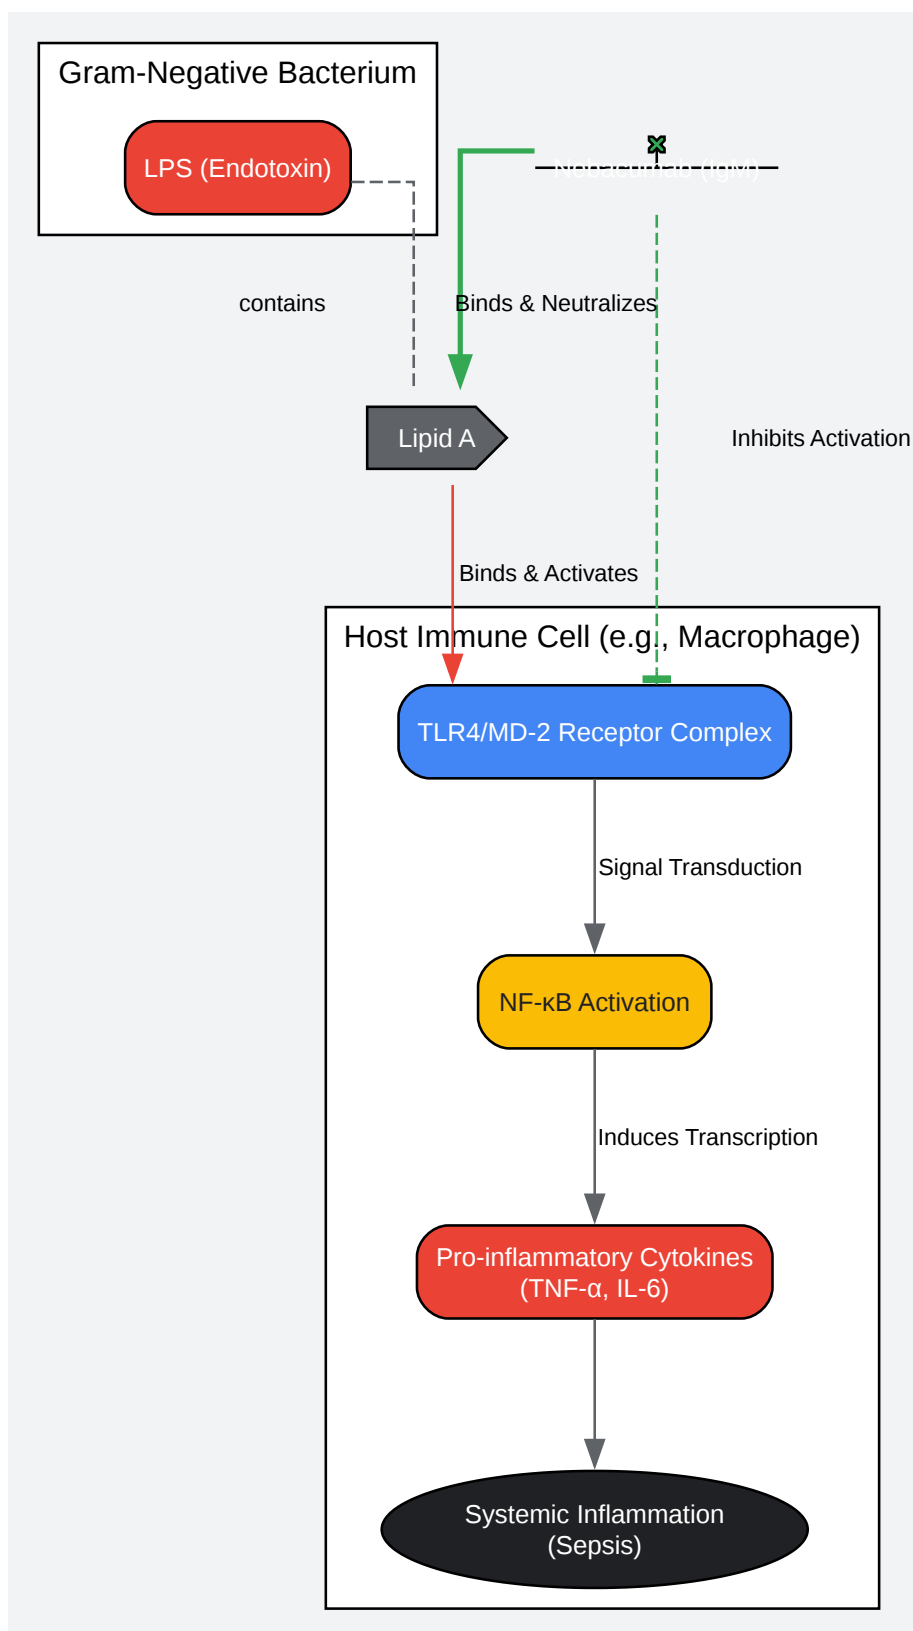 Gram-Negative Bacterium
LPS (Endotoxin)
Nebacumab (IgM)
contains
Binds & Neutralizes
Lipid A
Inhibits Activation
Binds & Activates
Host Immune Cell (e.g., Macrophage)
TLR4/MD-2 Receptor Complex
Signal Transduction
NF-κB Activation
Induces Transcription
Pro-inflammatory Cytokines
(TNF-α, IL-6)
Systemic Inflammation
(Sepsis)